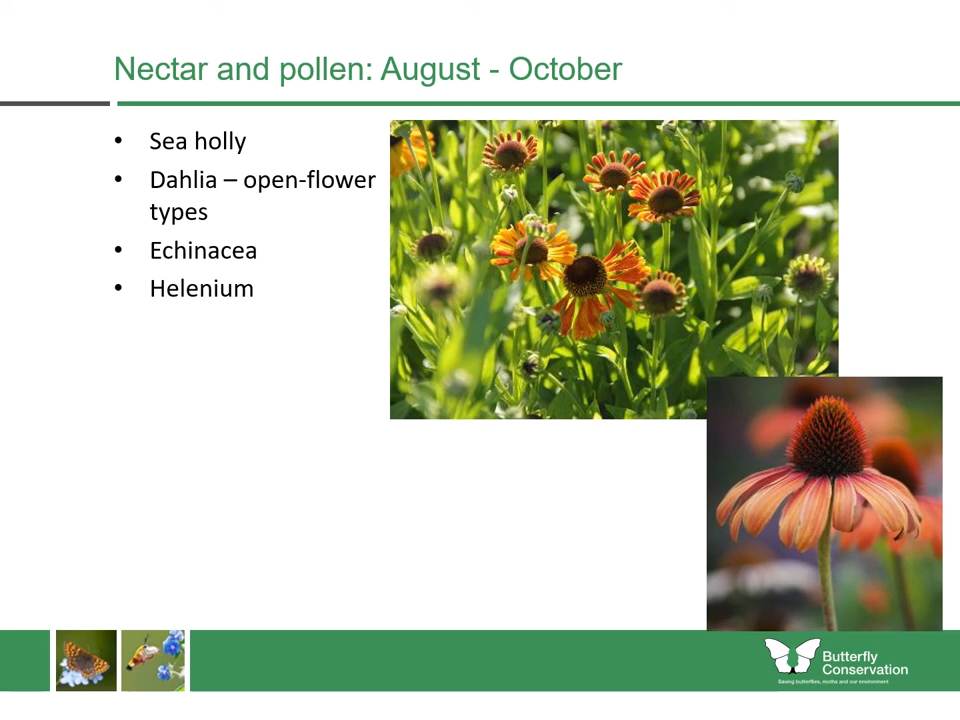 Nectar and pollen: August - October
• Sea holly
• Dahlia – open-flower
types
• Echinacea
• Helenium
Butterfly
Conservation
Saving butterflies, moths and our environment